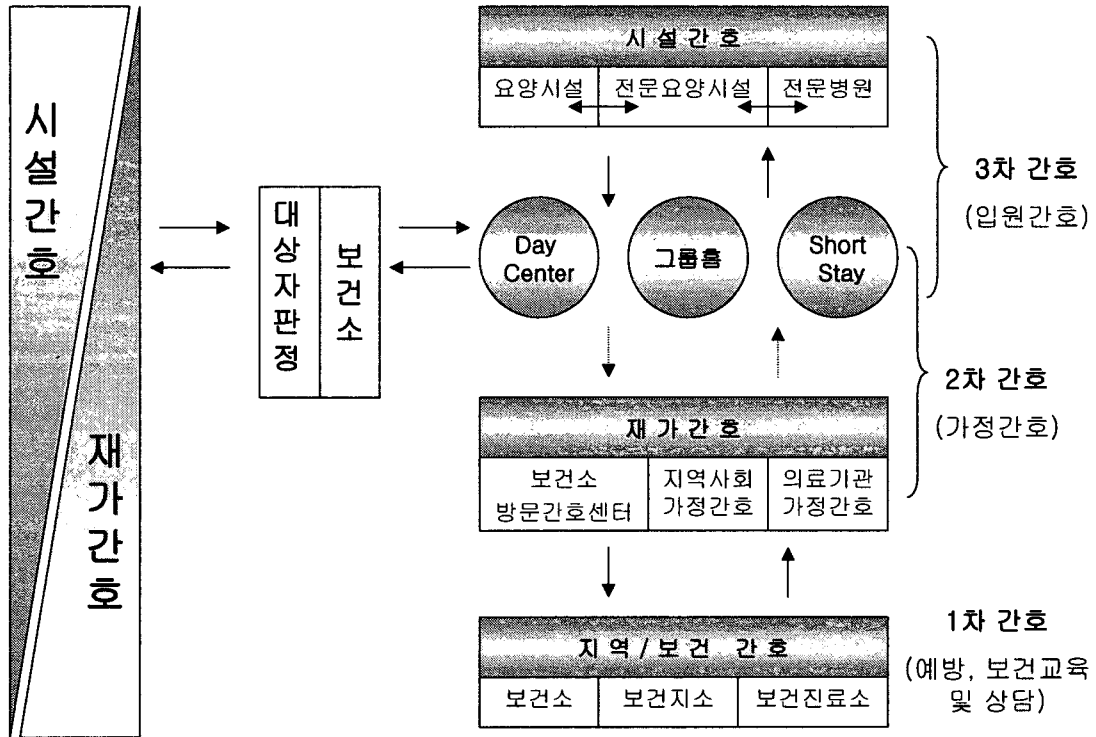 시설간호
재가간호
대상자판정
보건소
시설간호
요양시설
전문요양시설
전문병원
Day
Center
그룹홈
Short
Stay
재가간호
보건소
방문간호센터
지역사회
가정간호
의료기관
가정간호
지역/보건 간호
보건소
보건지소
보건진료소
3차 간호
(입원간호)
2차 간호
(가정간호)
1차 간호
(예방, 보건교육
및 상담)